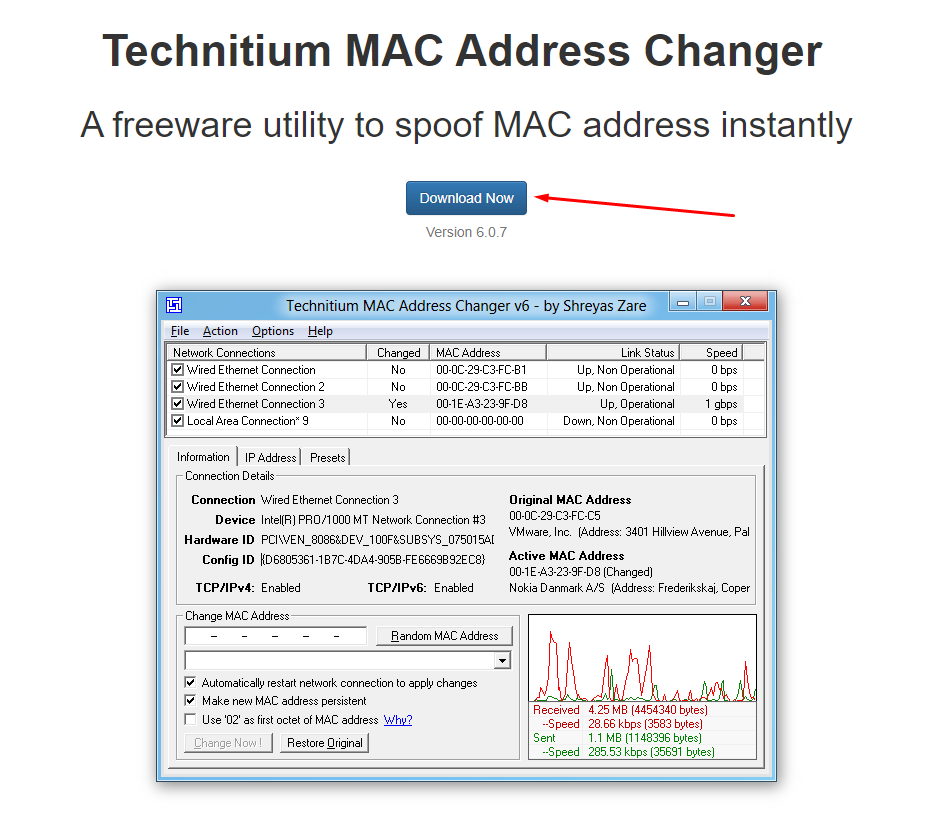 Technitium MAC Address Changer
A freeware utility to spoof MAC address instantly
Download Now
Version 6.0.7
Technitium MAC Address Changer v6 - by Shreyas Zare
File Action Options Help
Network Connections Changed MAC Address Link Status Speed
Wired Ethernet Connection No 00-0C-29-C3-FC-B1 Up, Non Operational 0 bps
Wired Ethernet Connection 2 No 00-0C-29-C3-FC-BB Up, Non Operational 0 bps
Wired Ethernet Connection 3 Yes 00-1E-A3-23-9F-D8 Up, Operational 1 gbps
Local Area Connection* 9 No 00-00-00-00-00-00 Down, Non Operational 0 bps
Information IP Address Presets
Connection Details
Connection Wired Ethernet Connection 3
Device Intel(R) PRO/1000 MT Network Connection #3
Hardware ID PCI\VEN_8086&DEV_100F&SUBSYS_075015AD
Config ID {D6805361-1B7C-4DA4-905B-FE6669B92EC8}
TCP/IPv4: Enabled TCP/IPv6: Enabled
Original MAC Address
00-0C-29-C3-FC-C5
VMware, Inc. (Address: 3401 Hillview Avenue, Pal
Active MAC Address
00-1E-A3-23-9F-D8 (Changed)
Nokia Danmark A/S (Address: Frederikskaj, Coper
Change MAC Address
– – – – –
Random MAC Address
Automatically restart network connection to apply changes
Make new MAC address persistent
Use '02' as first octet of MAC address Why?
Change Now ! Restore Original
Received 4.25 MB (4454340 bytes)
--Speed 28.66 kbps (3583 bytes)
Sent 1.1 MB (1148396 bytes)
--Speed 285.53 kbps (35691 bytes)